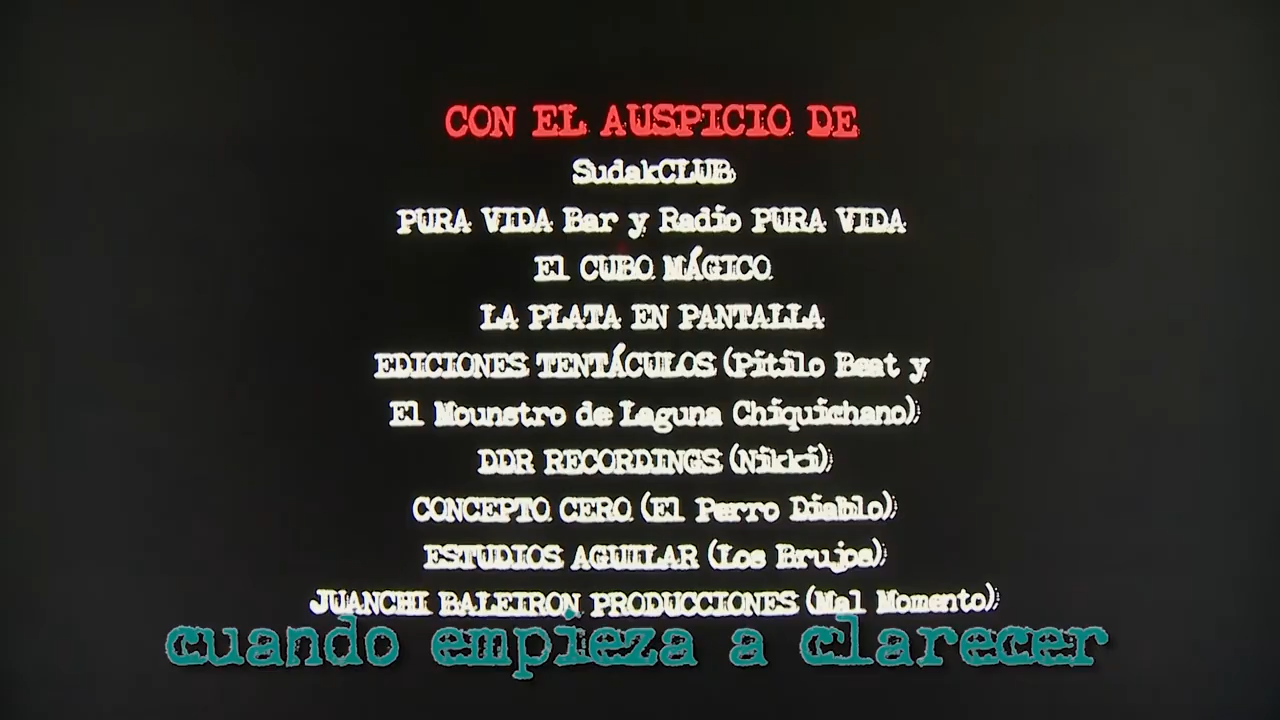 CON EL AUSPICIO DE
SudakCLUB
PURA VIDA Bar y Radio PURA VIDA
El CUBO MÁGICO
LA PLATA EN PANTALLA
EDICIONES TENTÁCULOS (Pitilo Beat y
El Mounstro de Laguna Chiquichano)
DDR RECORDINGS (Nikki)
CONCEPTO CERO (El Perro Diablo)
ESTUDIOS AGUILAR (Los Brujos)
JUANCHI BALEIRON PRODUCCIONES (Mal Momento)
cuando empieza a clarecer